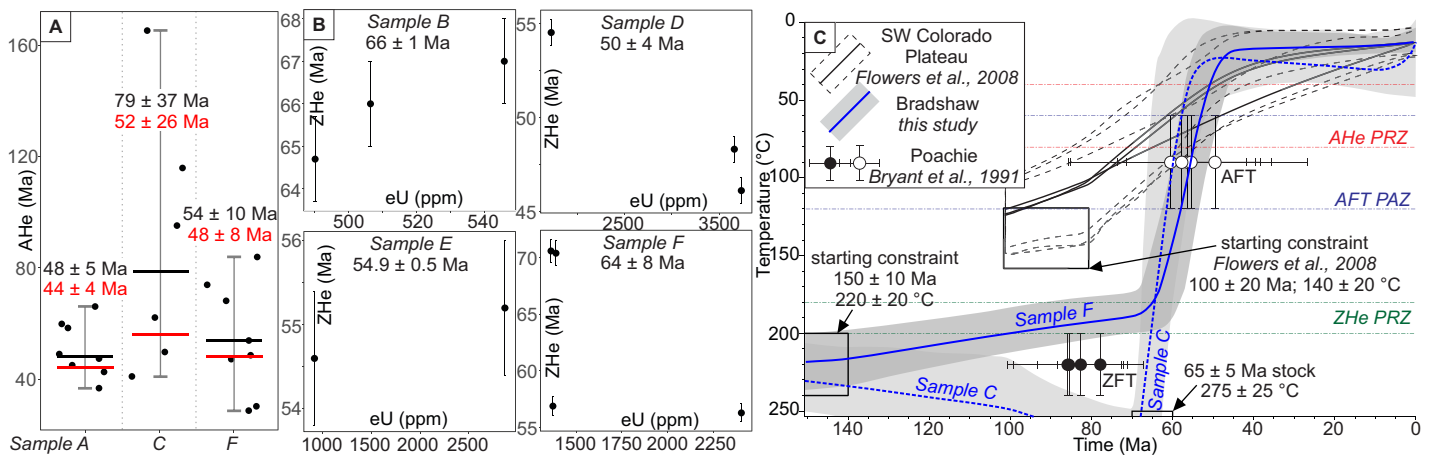 A
AHe (Ma)
160
120
80
40
79 ± 37 Ma
52 ± 26 Ma
54 ± 10 Ma
48 ± 8 Ma
48 ± 5 Ma
44 ± 4 Ma
Sample A
C
F
B
Sample B
66 ± 1 Ma
ZHe (Ma)
68
67
66
65
64
eU (ppm)
500
520
540
Sample D
50 ± 4 Ma
ZHe (Ma)
55
50
45
eU (ppm)
2500
3500
Sample E
54.9 ± 0.5 Ma
ZHe (Ma)
56
55
54
eU (ppm)
1000
1500
2000
2500
Sample F
64 ± 8 Ma
ZHe (Ma)
70
65
60
55
eU (ppm)
1375
1750
2000
2250
C
SW Colorado
Plateau
Flowers et al., 2008
Bradshaw
this study
Poachie
Bryant et al., 1991
Temperature (°C)
0
50
100
150
200
250
AHe PRZ
AFT
AFT PAZ
starting constraint
Flowers et al., 2008
100 ± 20 Ma; 140 ± 20 °C
starting constraint
150 ± 10 Ma
220 ± 20 °C
ZHe PRZ
Sample F
Sample C
Sample C
ZFT
65 ± 5 Ma stock
275 ± 25 °C
140
120
100
80
60
40
20
0
Time (Ma)